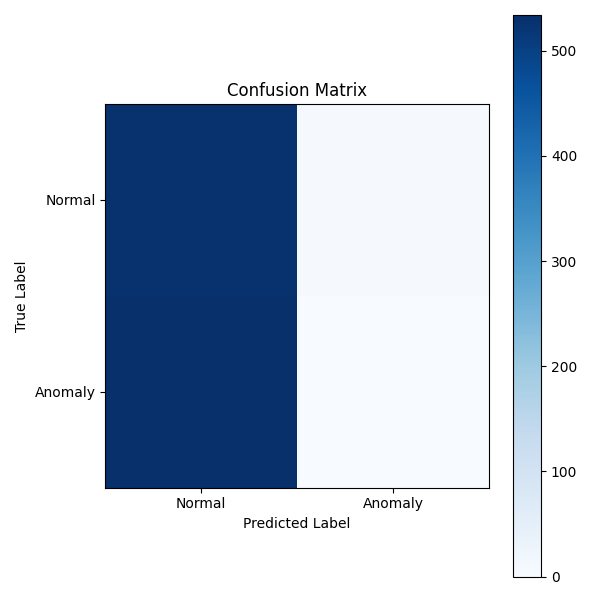 Confusion Matrix
True Label
Normal
Anomaly
Normal
Anomaly
Predicted Label
500
400
300
200
100
0